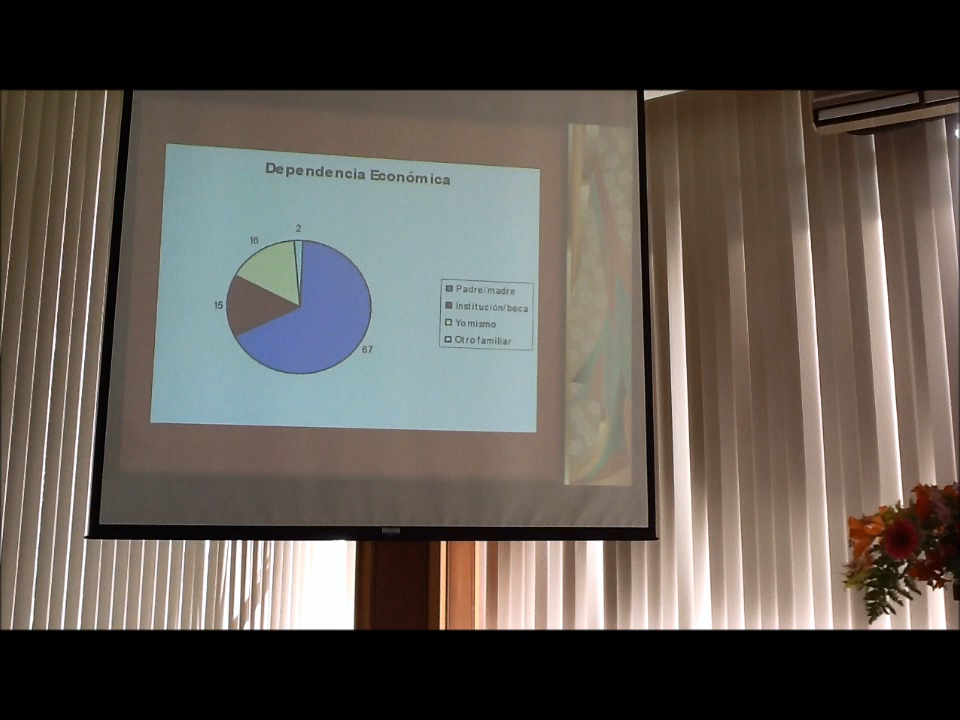 Dependencia Económica
2
16
15
67
Padre/madre
Institución/beca
Yo mismo
Otro familiar